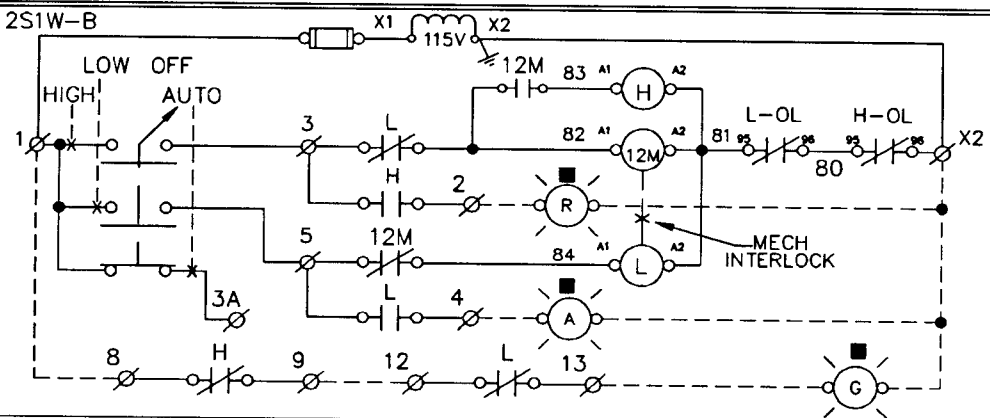 2S1W-B
X1 X2
115V
LOW OFF
HIGH AUTO
12M 83 A1 H A2
1 3 L 82 A1 12M A2 81 L-OL 95 96 H-OL 95 96 X2
80
H 2 R
MECH
INTERLOCK
5 12M 84 A1 L A2
3A L 4 A
8 H 9 12 L 13 G